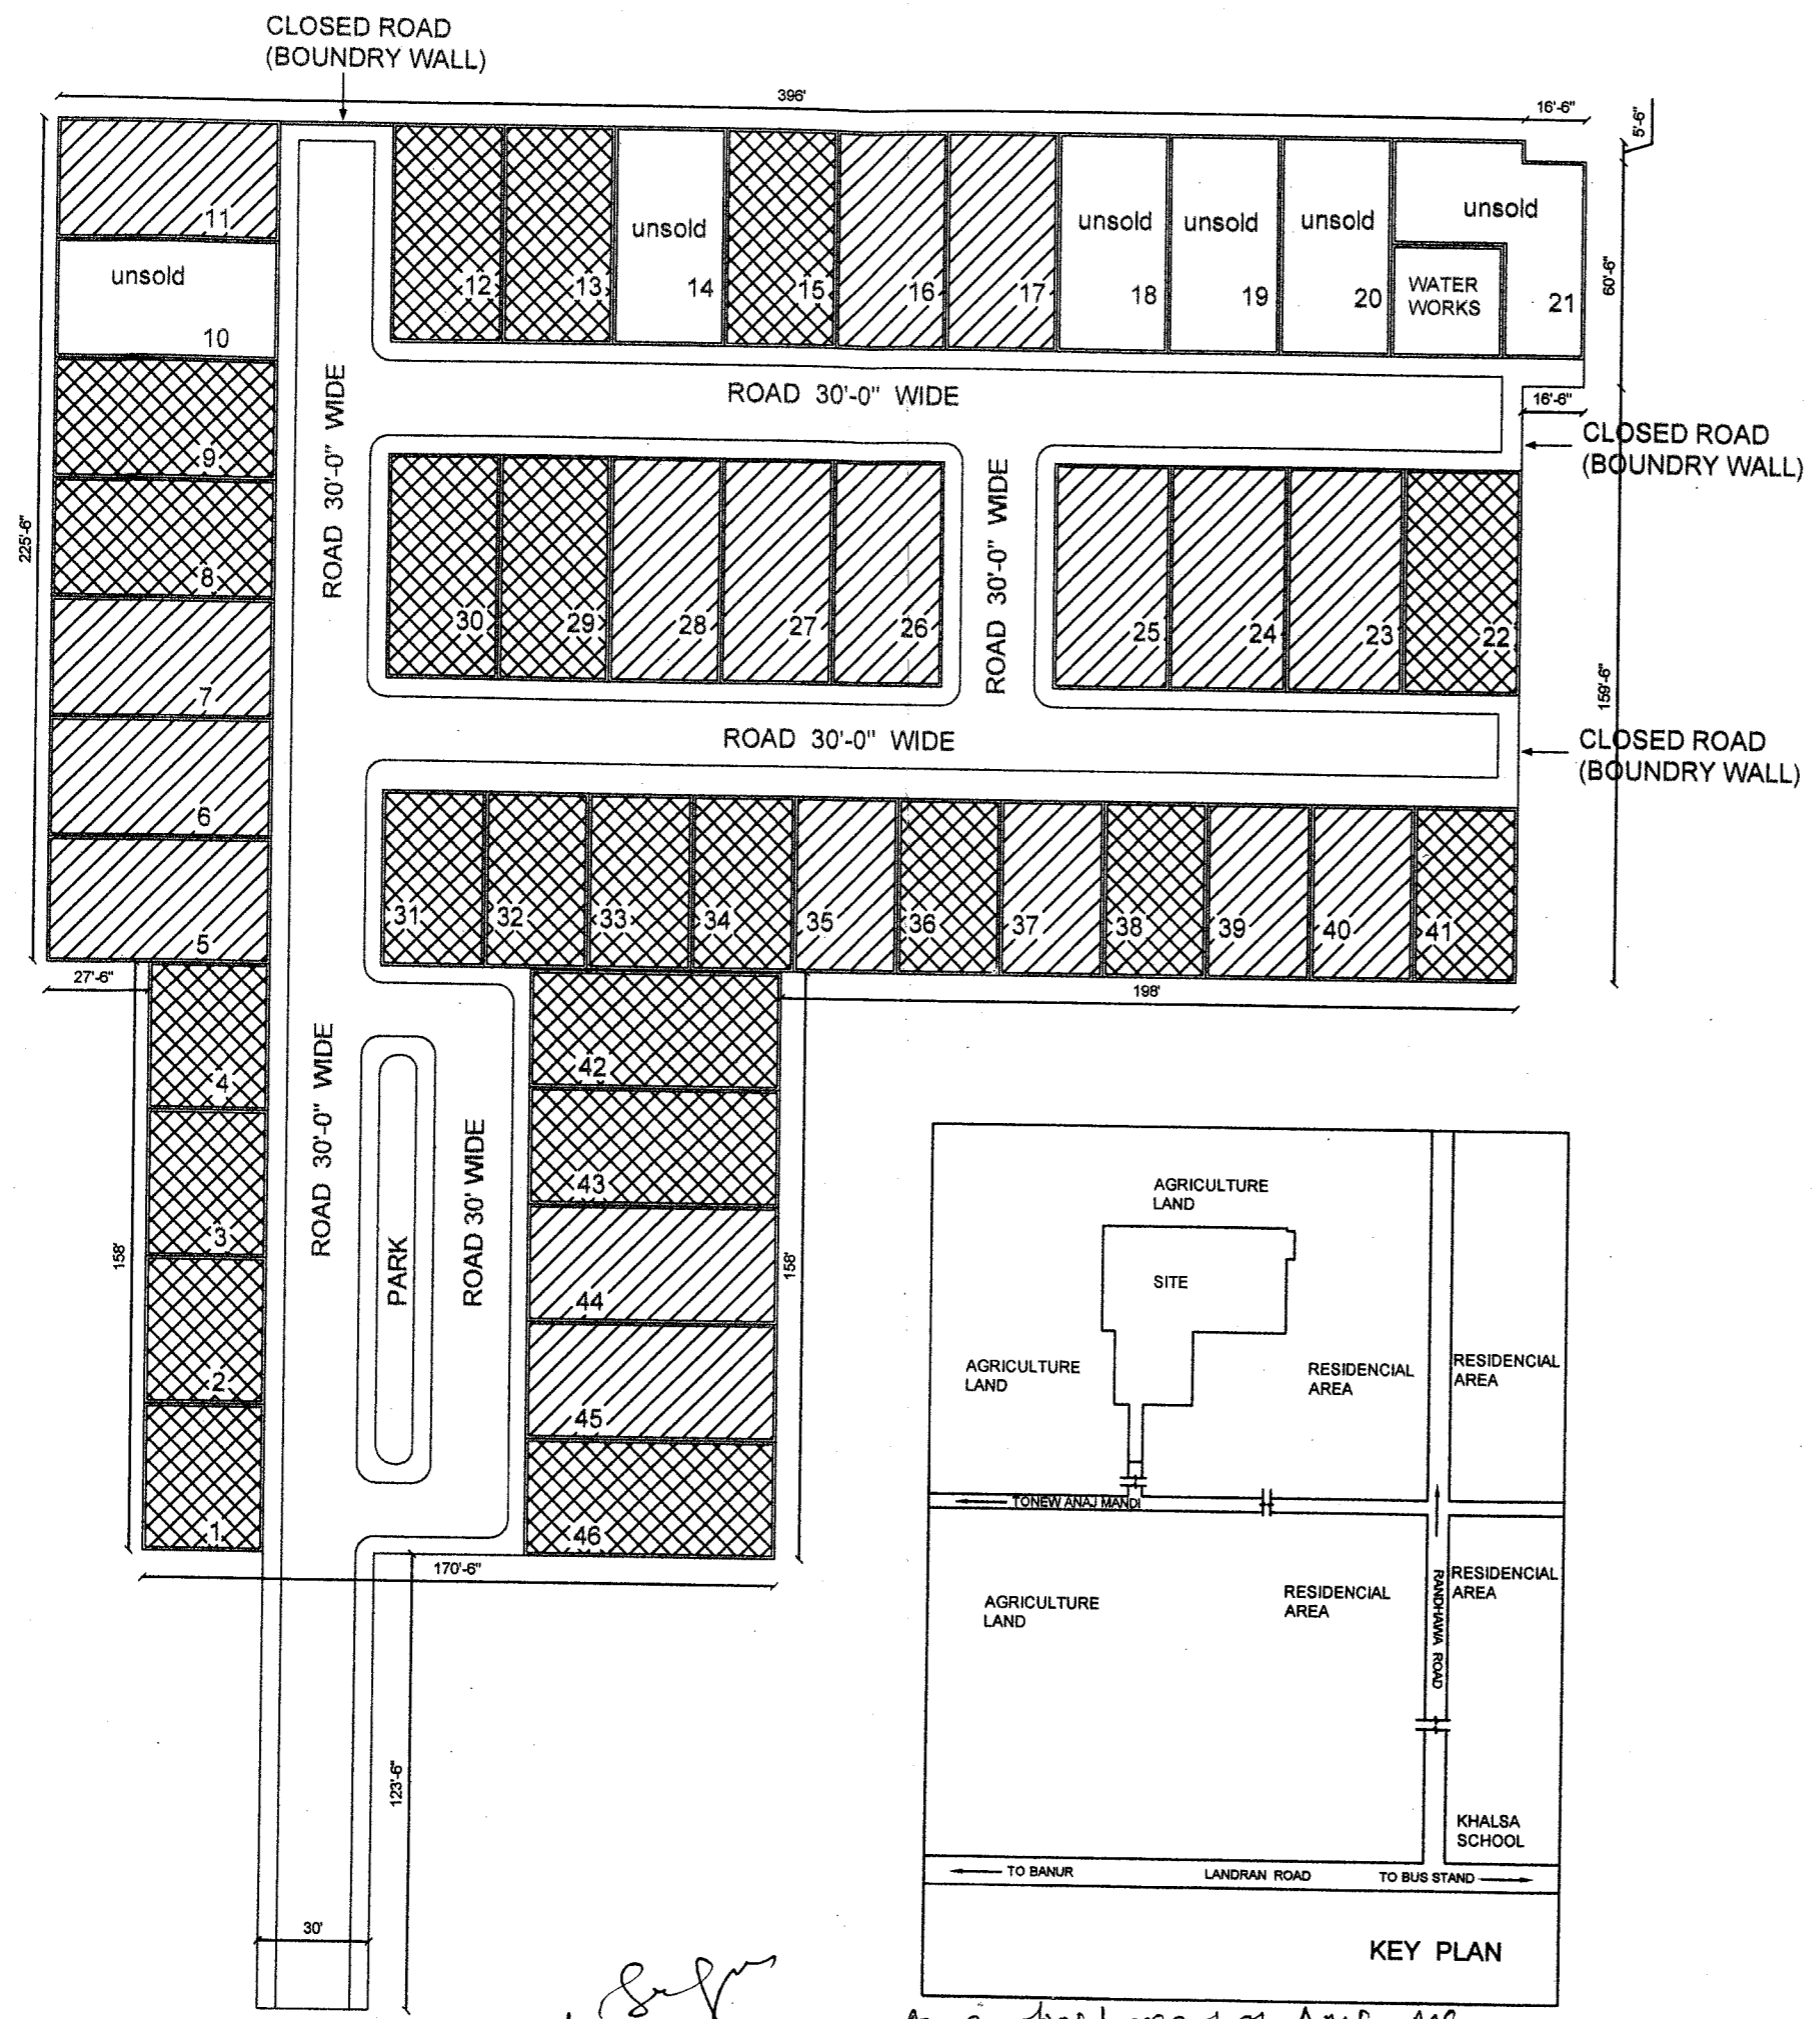 CLOSED ROAD
(BOUNDRY WALL)
396'
16'-6"
5'-6"
11
unsold
10
9
8
7
6
5
225'-6"
12
13
unsold
14
15
16
17
unsold
18
unsold
19
unsold
20
unsold
WATER
WORKS
21
60'-6"
ROAD 30'-0" WIDE
ROAD 30'-0" WIDE
16'-6"
CLOSED ROAD
(BOUNDRY WALL)
30
29
28
27
26
ROAD 30'-0" WIDE
25
24
23
22
159'-6"
ROAD 30'-0" WIDE
CLOSED ROAD
(BOUNDRY WALL)
31
32
33
34
35
36
37
38
39
40
41
27'-6"
198'
4
3
2
1
158'
ROAD 30'-0" WIDE
PARK
ROAD 30' WIDE
42
43
44
45
46
158'
170'-6"
123'-6"
30'
AGRICULTURE
LAND
SITE
AGRICULTURE
LAND
RESIDENCIAL
AREA
RESIDENCIAL
AREA
TONEW ANAJ MANDI
AGRICULTURE
LAND
RESIDENCIAL
AREA
RESIDENCIAL
AREA
RANDHAWA ROAD
KHALSA
SCHOOL
TO BANUR
LANDRAN ROAD
TO BUS STAND
KEY PLAN